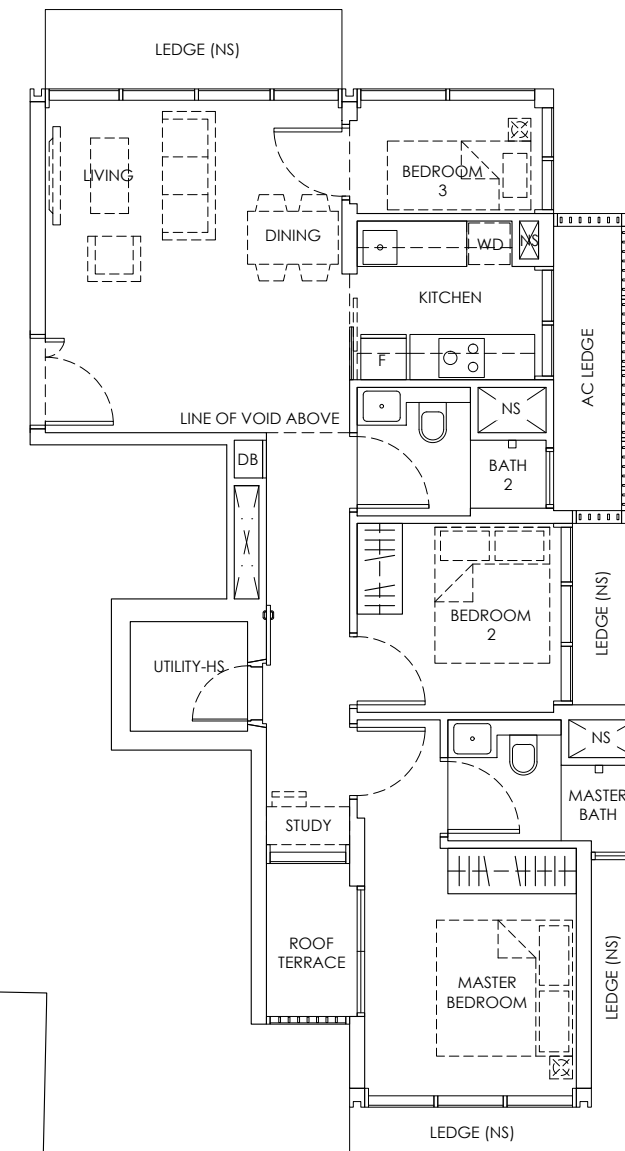 LEDGE (NS)
LIVING
BEDROOM
3
DINING
WD
NS
KITCHEN
F
AC LEDGE
LINE OF VOID ABOVE
NS
DB
BATH
2
BEDROOM
2
LEDGE (NS)
UTILITY-HS
NS
MASTER
BATH
STUDY
ROOF
TERRACE
MASTER
BEDROOM
LEDGE (NS)
LEDGE (NS)